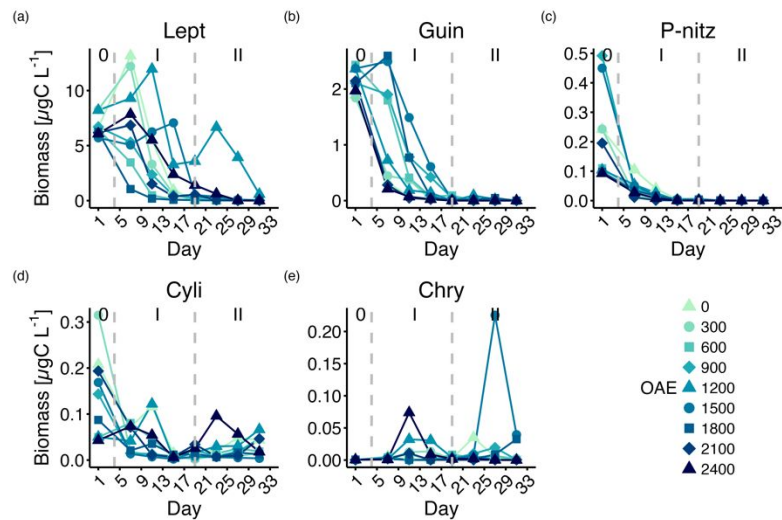 (a) Lept
0 I II
Biomass [µgC L⁻¹]
10
5
0
1 5 9 13 17 21 25 29 33
Day
(b) Guin
0 I II
2
1
0
1 5 9 13 17 21 25 29 33
Day
(c) P-nitz
0 I II
0.5
0.4
0.3
0.2
0.1
0.0
1 5 9 13 17 21 25 29 33
Day
(d) Cyli
0 I II
Biomass [µgC L⁻¹]
0.3
0.2
0.1
0.0
1 5 9 13 17 21 25 29 33
Day
(e) Chry
0 I II
0.20
0.15
0.10
0.05
0.00
1 5 9 13 17 21 25 29 33
Day
OAE
0
300
600
900
1200
1500
1800
2100
2400